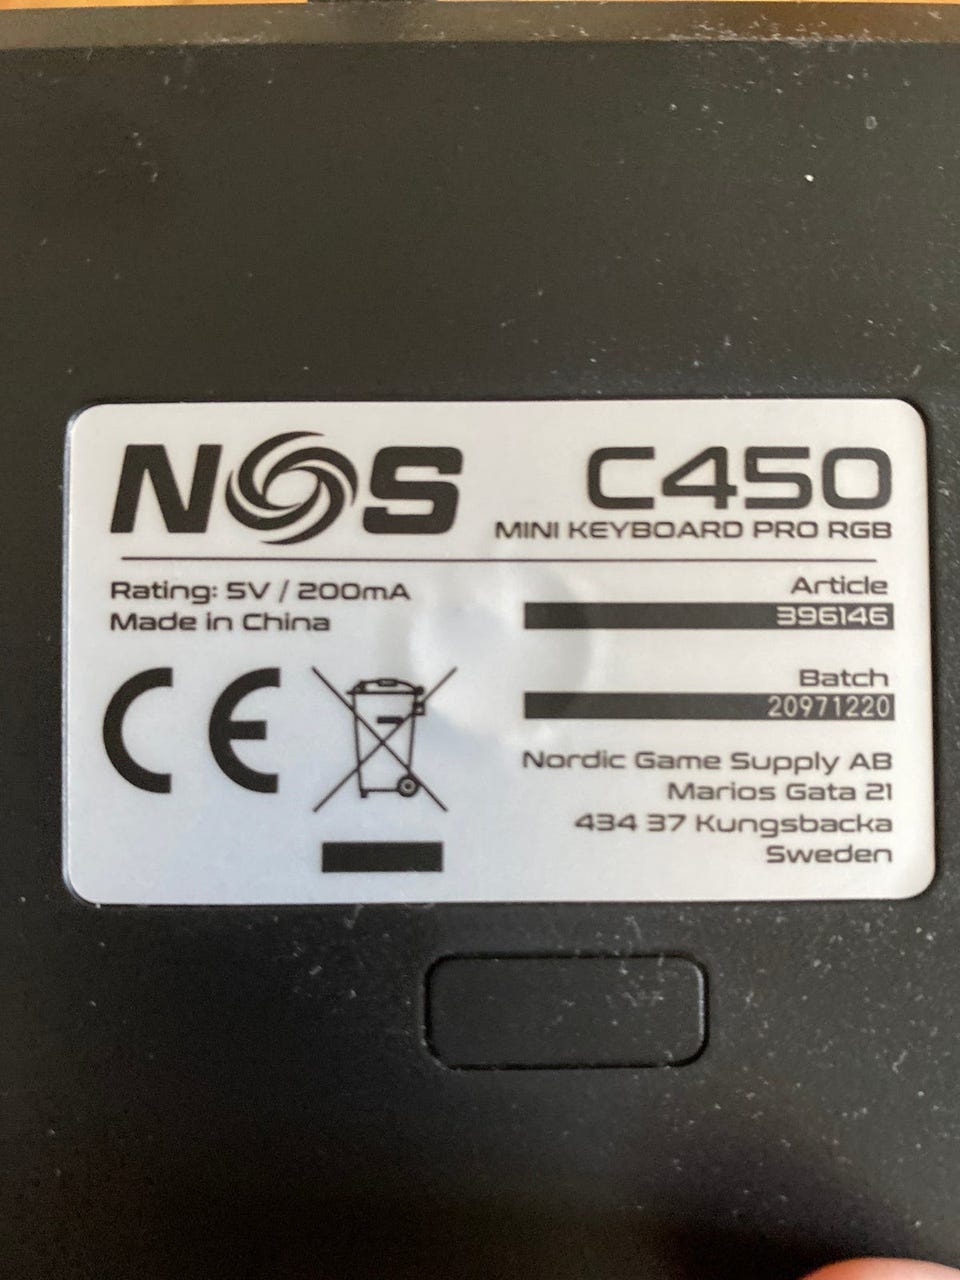 NOS
C450
MINI KEYBOARD PRO RGB
Rating: 5V / 200mA
Made in China
CE
Article
396146
Batch
20971220
Nordic Game Supply AB
Marios Gata 21
434 37 Kungsbacka
Sweden